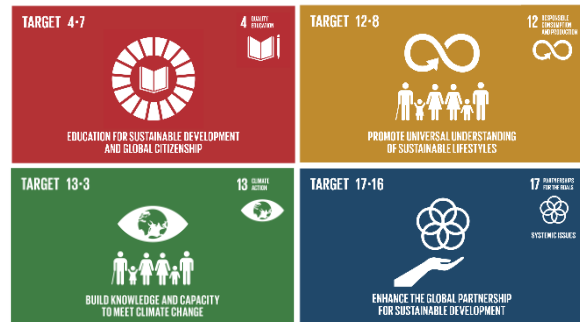 TARGET 4·7
4 QUALITY
EDUCATION
EDUCATION FOR SUSTAINABLE DEVELOPMENT
AND GLOBAL CITIZENSHIP
TARGET 12·8
12 RESPONSIBLE
CONSUMPTION
AND PRODUCTION
PROMOTE UNIVERSAL UNDERSTANDING
OF SUSTAINABLE LIFESTYLES
TARGET 13·3
13 CLIMATE
ACTION
BUILD KNOWLEDGE AND CAPACITY
TO MEET CLIMATE CHANGE
TARGET 17·16
17 PARTNERSHIPS
FOR THE GOALS
SYSTEMIC ISSUES
ENHANCE THE GLOBAL PARTNERSHIP
FOR SUSTAINABLE DEVELOPMENT